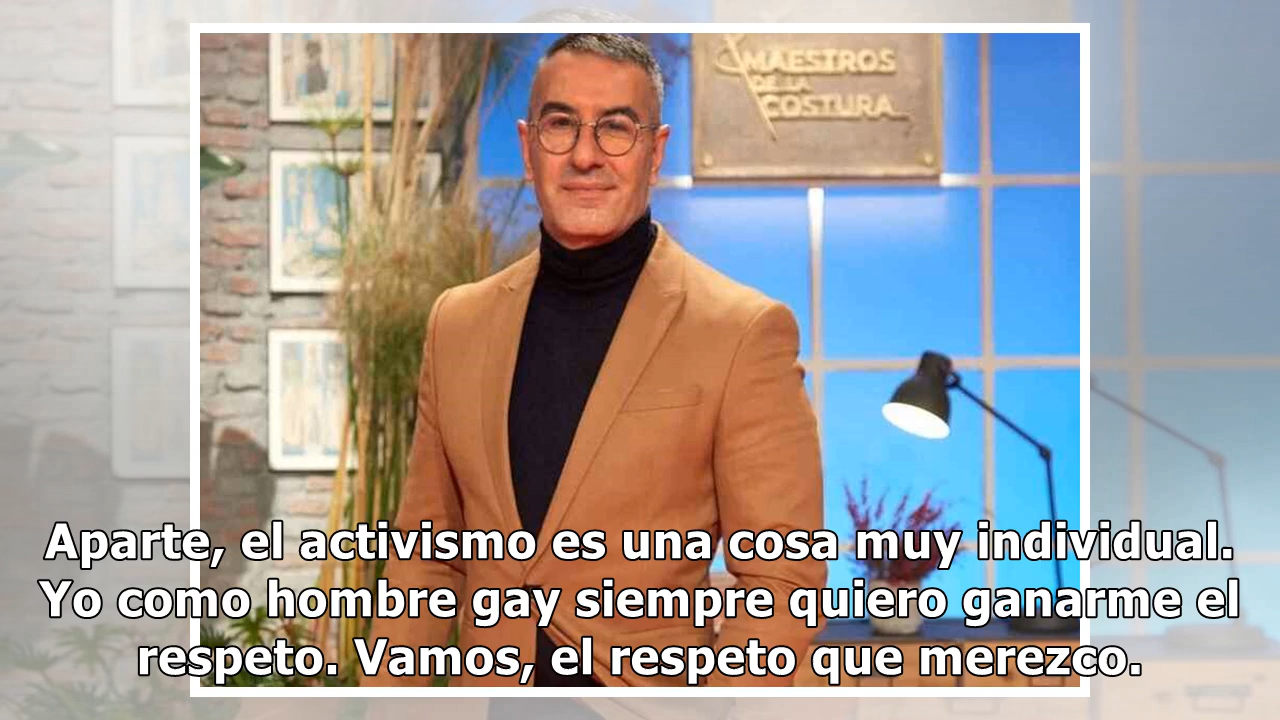 MAESTROS
DE LA
COSTURA
Aparte, el activismo es una cosa muy individual.
Yo como hombre gay siempre quiero ganarme el
respeto. Vamos, el respeto que merezco.